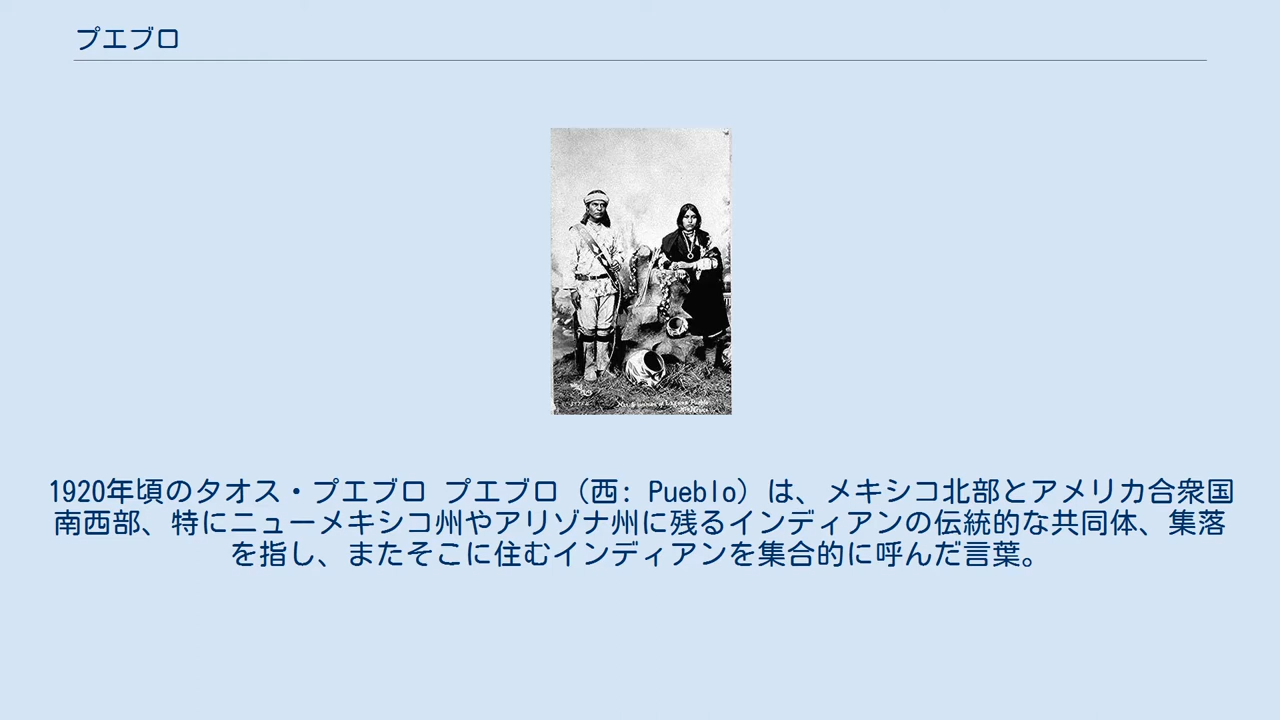 プエブロ
1920年頃のタオス・プエブロ プエブロ（西: Pueblo）は、メキシコ北部とアメリカ合衆国
南西部、特にニューメキシコ州やアリゾナ州に残るインディアンの伝統的な共同体、集落
を指し、またそこに住むインディアンを集合的に呼んだ言葉。